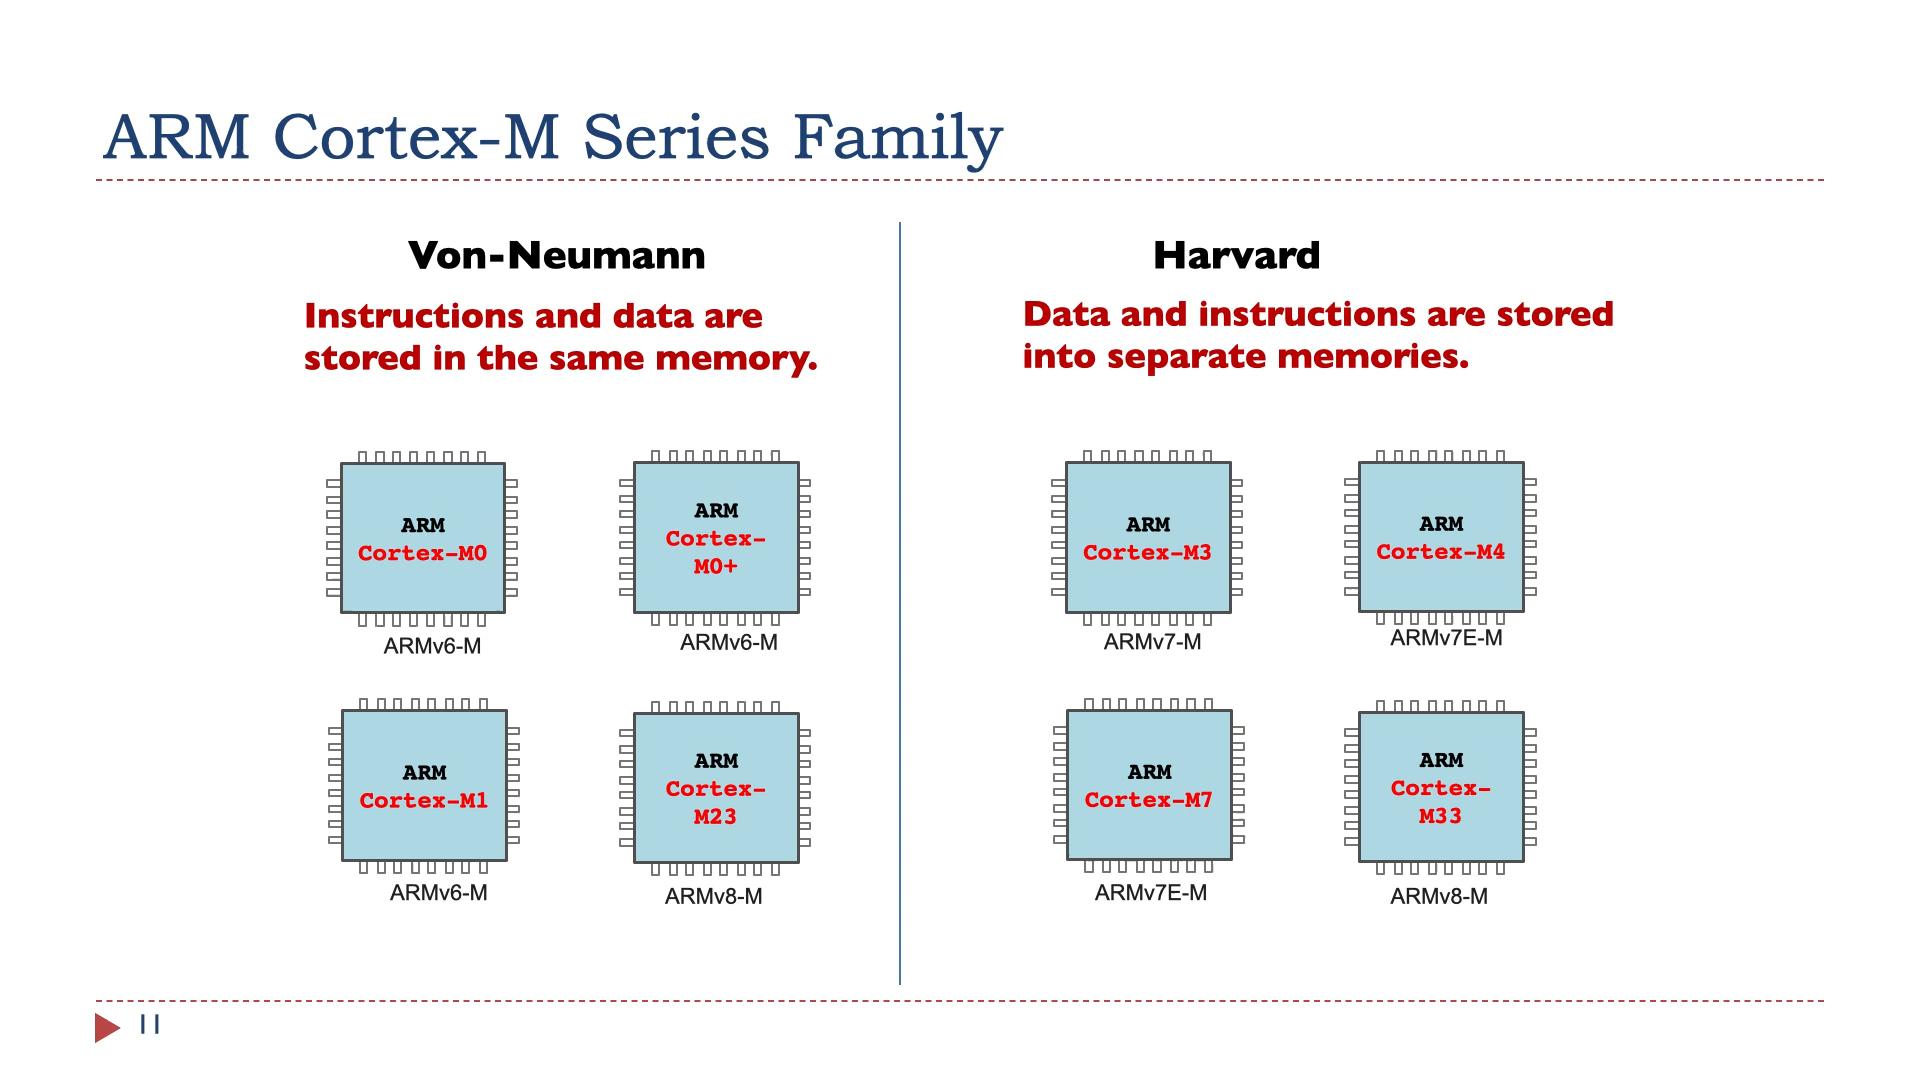 ARM Cortex-M Series Family
Von-Neumann
Instructions and data are
stored in the same memory.
ARM
Cortex-M0
ARMv6-M
ARM
Cortex-
M0+
ARMv6-M
ARM
Cortex-M1
ARMv6-M
ARM
Cortex-
M23
ARMv8-M
Harvard
Data and instructions are stored
into separate memories.
ARM
Cortex-M3
ARMv7-M
ARM
Cortex-M4
ARMv7E-M
ARM
Cortex-M7
ARMv7E-M
ARM
Cortex-
M33
ARMv8-M
11